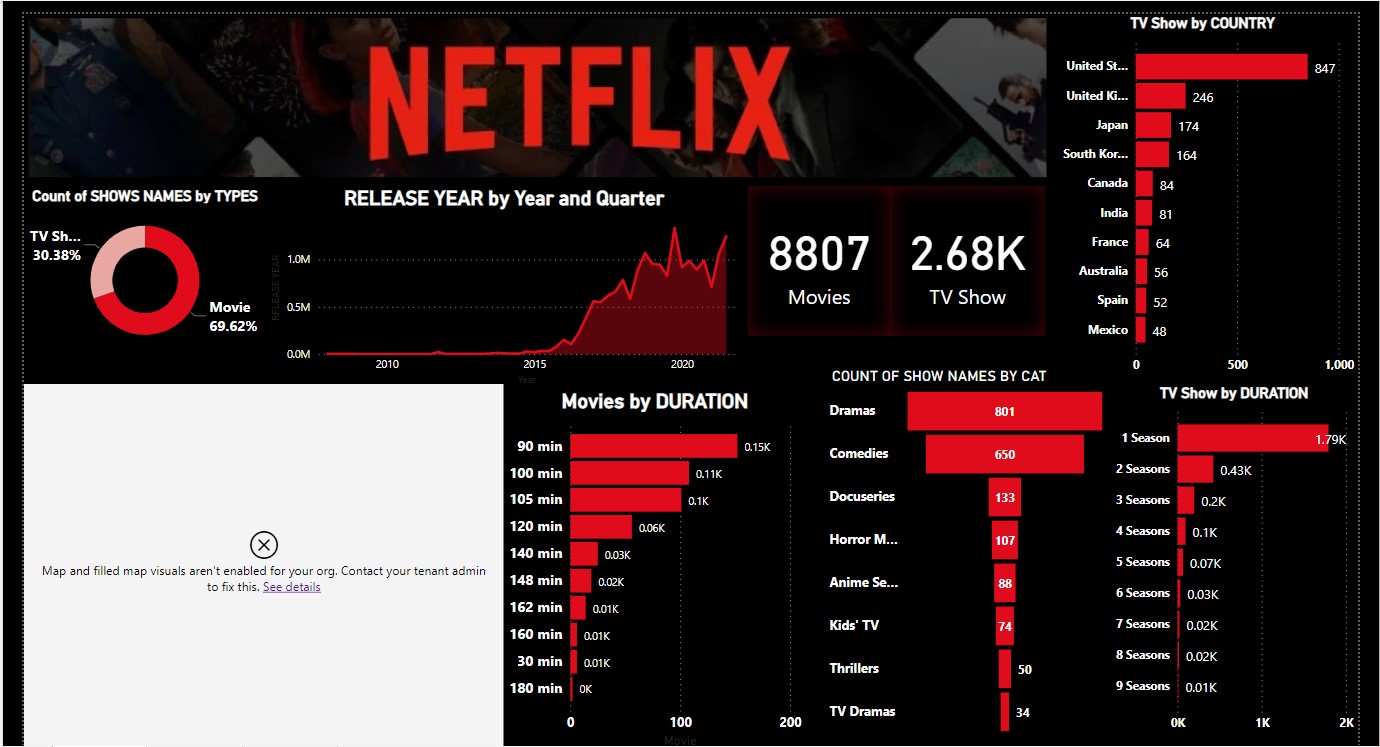 NETFLIX
TV Show by COUNTRY
United St... 847
United Ki... 246
Japan 174
South Kor... 164
Canada 84
India 81
France 64
Australia 56
Spain 52
Mexico 48
0 500 1,000
Count of SHOWS NAMES by TYPES
TV Sh...
30.38%
Movie
69.62%
RELEASE YEAR by Year and Quarter
RELEASE YEAR
1.0M
0.5M
0.0M
2010 2015 2020
Year
8807
Movies
2.68K
TV Show
Map and filled map visuals aren't enabled for your org. Contact your tenant admin
to fix this. See details
Movies by DURATION
90 min 0.15K
100 min 0.11K
105 min 0.1K
120 min 0.06K
140 min 0.03K
148 min 0.02K
162 min 0.01K
160 min 0.01K
30 min 0.01K
180 min 0K
0 100 200
Movie
COUNT OF SHOW NAMES BY CAT
Dramas 801
Comedies 650
Docuseries 133
Horror M... 107
Anime Se... 88
Kids' TV 74
Thrillers 50
TV Dramas 34
TV Show by DURATION
1 Season 1.79K
2 Seasons 0.43K
3 Seasons 0.2K
4 Seasons 0.1K
5 Seasons 0.07K
6 Seasons 0.03K
7 Seasons 0.02K
8 Seasons 0.02K
9 Seasons 0.01K
0K 1K 2K